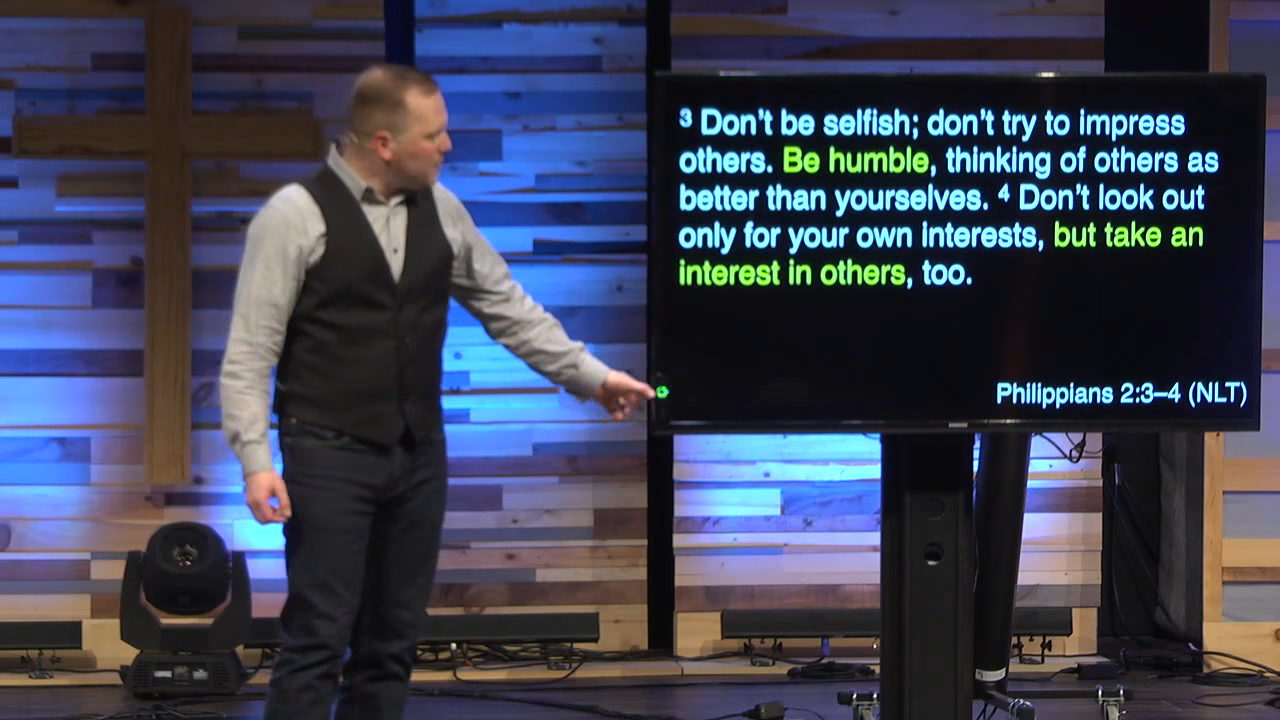 ³ Don't be selfish; don't try to impress
others. Be humble, thinking of others as
better than yourselves. ⁴ Don't look out
only for your own interests, but take an
interest in others, too.
Philippians 2:3–4 (NLT)